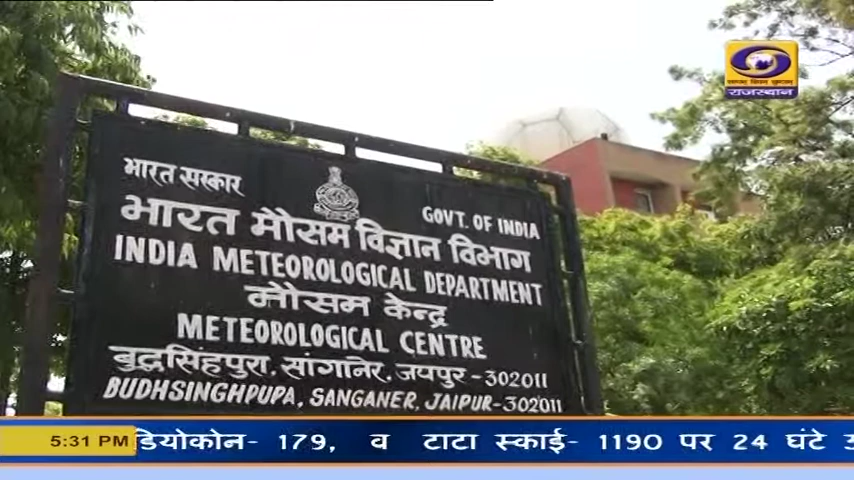 राजस्थान
भारत सरकार
GOVT. OF INDIA
भारत मौसम विज्ञान विभाग
INDIA METEOROLOGICAL DEPARTMENT
मौसम केन्द्र
METEOROLOGICAL CENTRE
बुद्धसिंहपुरा, सांगानेर, जयपुर - 302011
BUDHSINGHPURA, SANGANER, JAIPUR-302011
5:31 PM
डियोकोन- 179, व टाटा स्काई- 1190 पर 24 घंटे